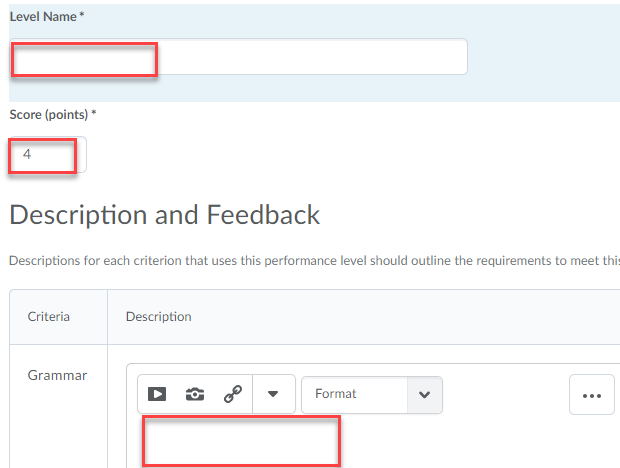 Level Name *
Score (points) *
4
Description and Feedback
Descriptions for each criterion that uses this performance level should outline the requirements to meet this
Criteria Description
Grammar
Format